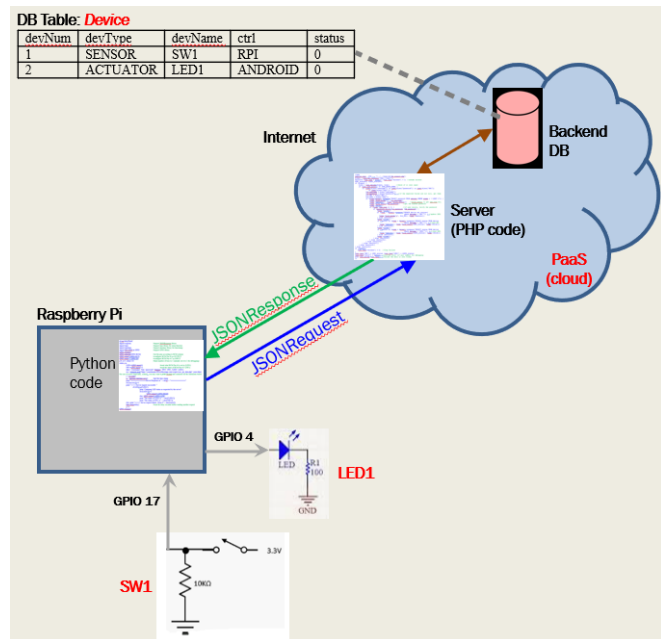 DB Table: Device
devNum devType devName ctrl status
1 SENSOR SW1 RPI 0
2 ACTUATOR LED1 ANDROID 0
Internet
Backend
DB
Server
(PHP code)
PaaS
(cloud)
JSONResponse
JSONRequest
Raspberry Pi
Python
code
GPIO 4
LED
R1
100
GND
LED1
GPIO 17
3.3V
10KΩ
SW1